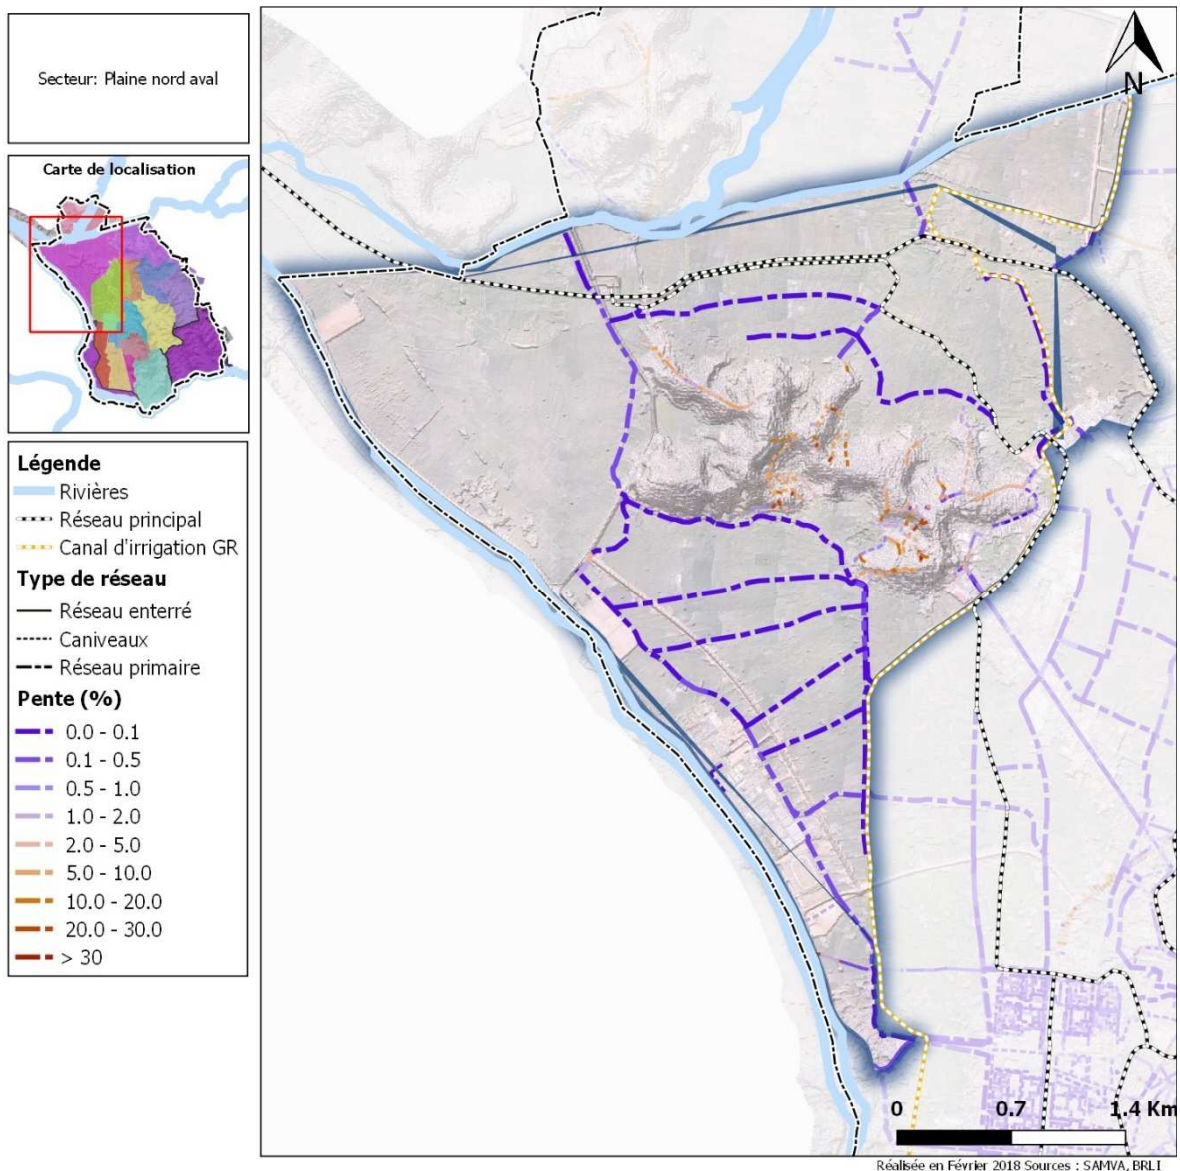 Secteur: Plaine nord aval
Carte de localisation
Légende
Rivières
Réseau principal
Canal d'irrigation GR
Type de réseau
Réseau enterré
Caniveaux
Réseau primaire
Pente (%)
0.0 - 0.1
0.1 - 0.5
0.5 - 1.0
1.0 - 2.0
2.0 - 5.0
5.0 - 10.0
10.0 - 20.0
20.0 - 30.0
> 30
N
0 0.7 1.4 Km
Réalisée en Février 2018 Sources : SAMVA, BRLI